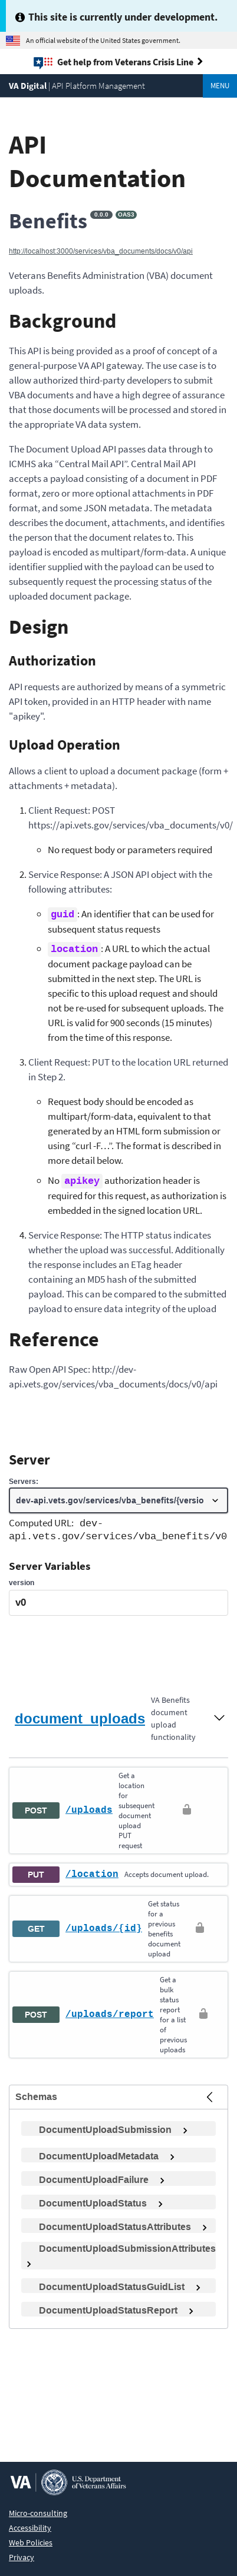 This site is currently under development.
An official website of the United States government.
Get help from Veterans Crisis Line
VA Digital | API Platform Management
MENU
API
Documentation
Benefits 0.0.0 OAS3
http://localhost:3000/services/vba_documents/docs/v0/api
Veterans Benefits Administration (VBA) document
uploads.
Background
This API is being provided as a proof of concept of a
general-purpose VA API gateway. The use case is to
allow authorized third-party developers to submit
VBA documents and have a high degree of assurance
that those documents will be processed and stored in
the appropriate VA data system.
The Document Upload API passes data through to
ICMHS aka “Central Mail API”. Central Mail API
accepts a payload consisting of a document in PDF
format, zero or more optional attachments in PDF
format, and some JSON metadata. The metadata
describes the document, attachments, and identifies
the person that the document relates to. This
payload is encoded as multipart/form-data. A unique
identifier supplied with the payload can be used to
subsequently request the processing status of the
uploaded document package.
Design
Authorization
API requests are authorized by means of a symmetric
API token, provided in an HTTP header with name
"apikey".
Upload Operation
Allows a client to upload a document package (form +
attachments + metadata).
1. Client Request: POST
https://api.vets.gov/services/vba_documents/v0/
No request body or parameters required
2. Service Response: A JSON API object with the
following attributes:
guid : An identifier that can be used for
subsequent status requests
location : A URL to which the actual
document package payload can be
submitted in the next step. The URL is
specific to this upload request and should
not be re-used for subsequent uploads. The
URL is valid for 900 seconds (15 minutes)
from the time of this response.
3. Client Request: PUT to the location URL returned
in Step 2.
Request body should be encoded as
multipart/form-data, equivalent to that
generated by an HTML form submission or
using “curl -F…”. The format is described in
more detail below.
No apikey authorization header is
required for this request, as authorization is
embedded in the signed location URL.
4. Service Response: The HTTP status indicates
whether the upload was successful. Additionally
the response includes an ETag header
containing an MD5 hash of the submitted
payload. This can be compared to the submitted
payload to ensure data integrity of the upload
Reference
Raw Open API Spec: http://dev-
api.vets.gov/services/vba_documents/docs/v0/api
Server
Servers:
dev-api.vets.gov/services/vba_benefits/{versio
Computed URL: dev-
api.vets.gov/services/vba_benefits/v0
Server Variables
version
v0
document_uploads
VA Benefits
document
upload
functionality
POST /uploads
Get a
location
for
subsequent
document
upload
PUT
request
PUT /location Accepts document upload.
GET /uploads/{id}
Get status
for a
previous
benefits
document
upload
POST /uploads/report
Get a
bulk
status
report
for a list
of
previous
uploads
Schemas
DocumentUploadSubmission
DocumentUploadMetadata
DocumentUploadFailure
DocumentUploadStatus
DocumentUploadStatusAttributes
DocumentUploadSubmissionAttributes
DocumentUploadStatusGuidList
DocumentUploadStatusReport
VA U.S. Department
of Veterans Affairs
Micro-consulting
Accessibility
Web Policies
Privacy